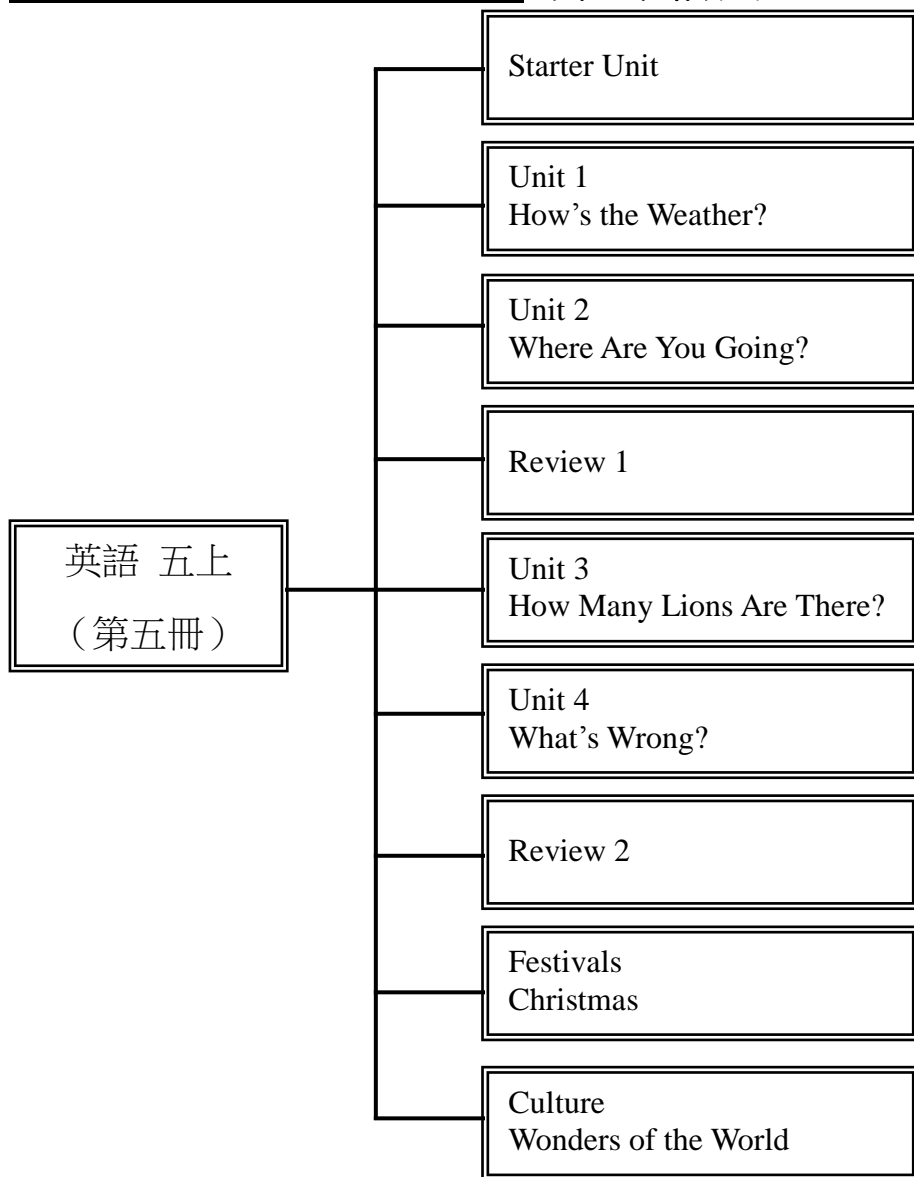 Starter Unit
Unit 1
How’s the Weather?
Unit 2
Where Are You Going?
Review 1
英語 五上
（第五冊）
Unit 3
How Many Lions Are There?
Unit 4
What’s Wrong?
Review 2
Festivals
Christmas
Culture
Wonders of the World